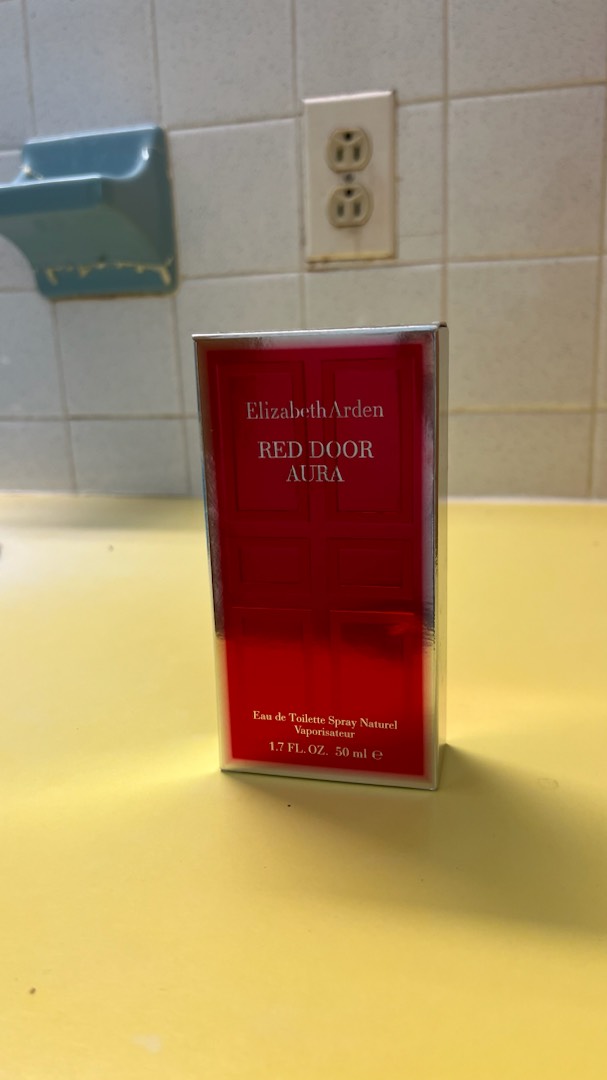 Elizabeth Arden
RED DOOR
AURA
Eau de Toilette Spray Naturel
Vaporisateur
1.7 FL. OZ. 50 ml ℮